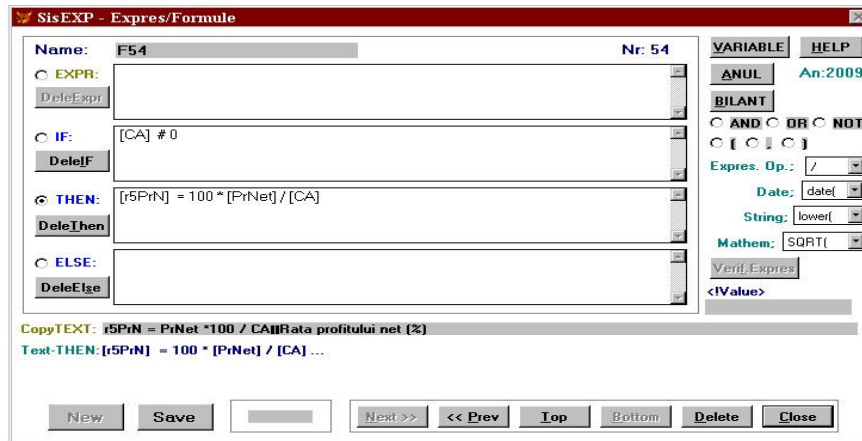 SisEXP - Expres/Formule
Name: F54 Nr: 54
EXPR:
DeleExpr
IF: [CA] # 0
DeleIF
THEN: [r5PrN] = 100 * [PrNet] / [CA]
DeleThen
ELSE:
DeleElse
VARIABLE HELP
ANUL An:2009
BILANT
AND OR NOT
( , )
Expres. Op.; /
Date; date(
String; lower(
Mathem; SQRT(
Verif.Expres
<!Value>
CopyTEXT: r5PrN = PrNet *100 / CA||Rata profitului net (%)
Text-THEN: [r5PrN] = 100 * [PrNet] / [CA] ...
New Save Next >> << Prev Top Bottom Delete Close